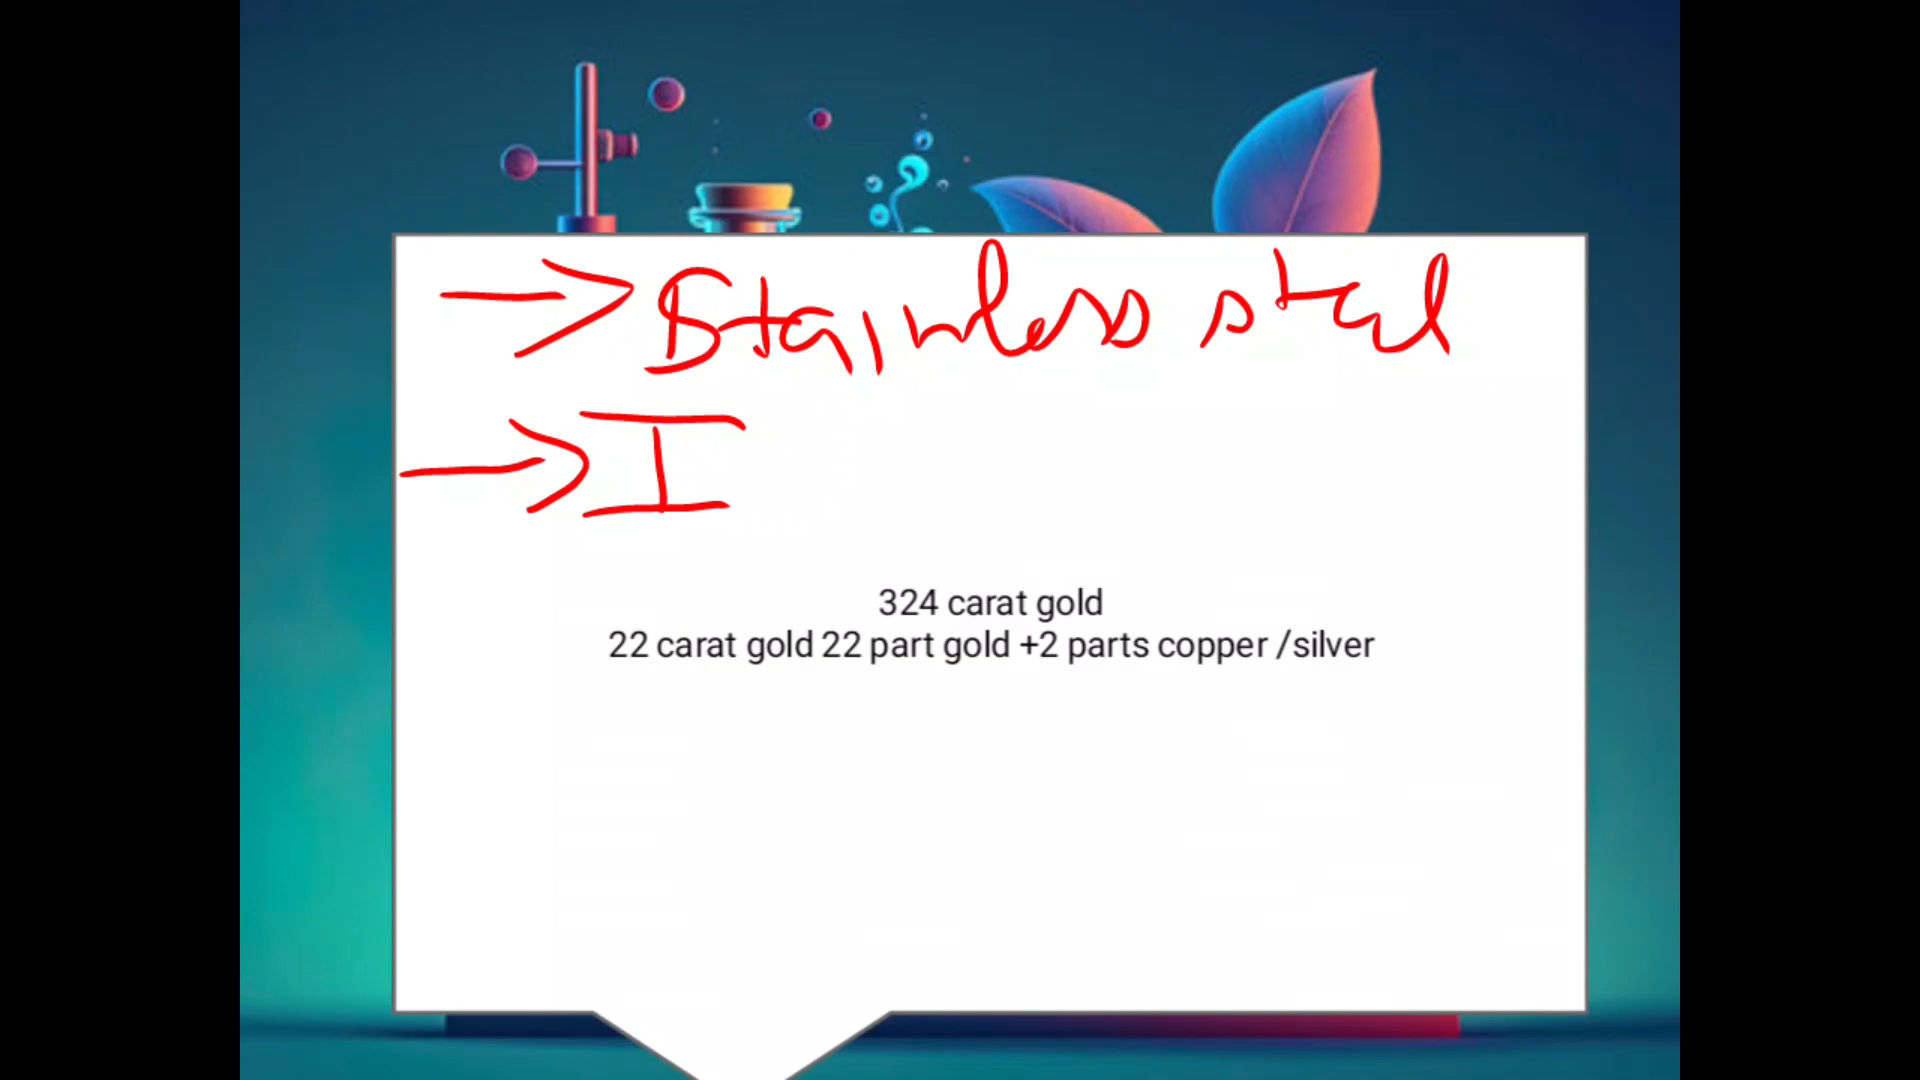 → Stainless steel
→ I
324 carat gold
22 carat gold 22 part gold +2 parts copper /silver